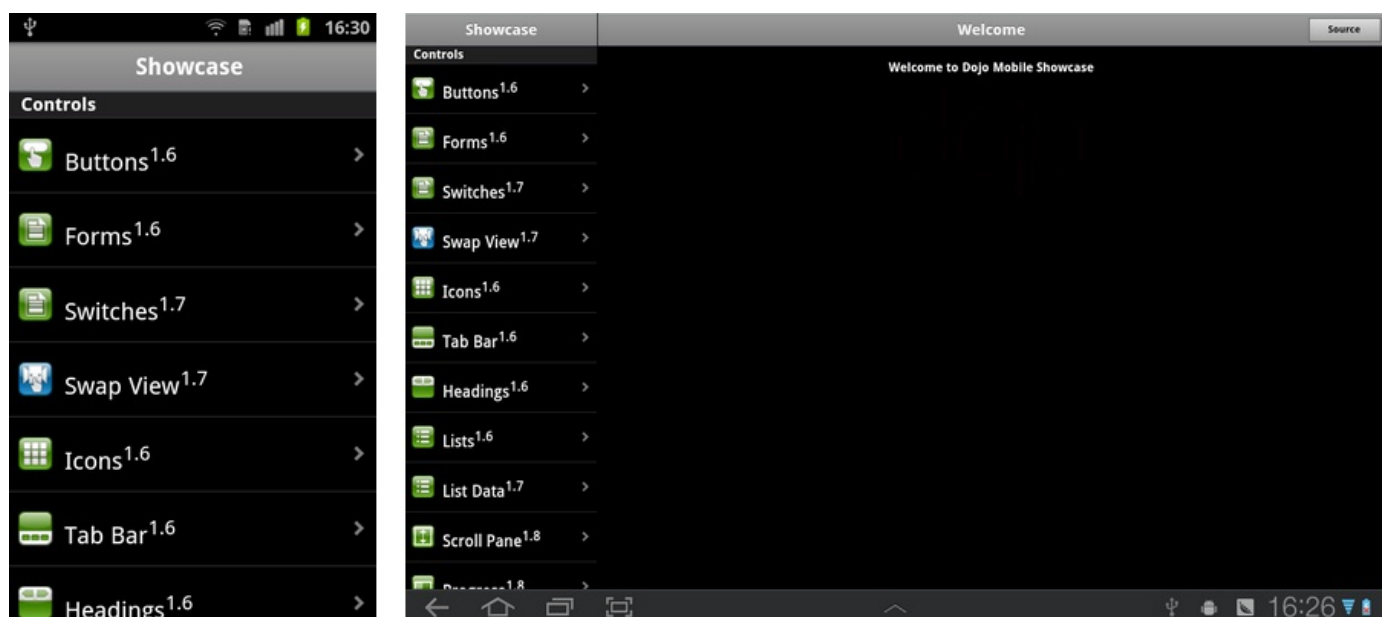 16:30
Showcase
Controls
Buttons1.6
Forms1.6
Switches1.7
Swap View1.7
Icons1.6
Tab Bar1.6
Headings1.6
Showcase
Welcome
Source
Controls
Welcome to Dojo Mobile Showcase
Buttons1.6
Forms1.6
Switches1.7
Swap View1.7
Icons1.6
Tab Bar1.6
Headings1.6
Lists1.6
List Data1.7
Scroll Pane1.8
Progress1.8
16:26